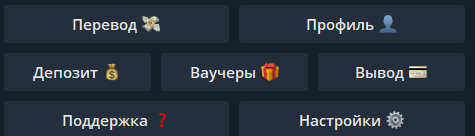 Перевод 💸 Профиль 👤
Депозит 💰 Ваучеры 🎁 Вывод 💳
Поддержка ❓ Настройки ⚙️